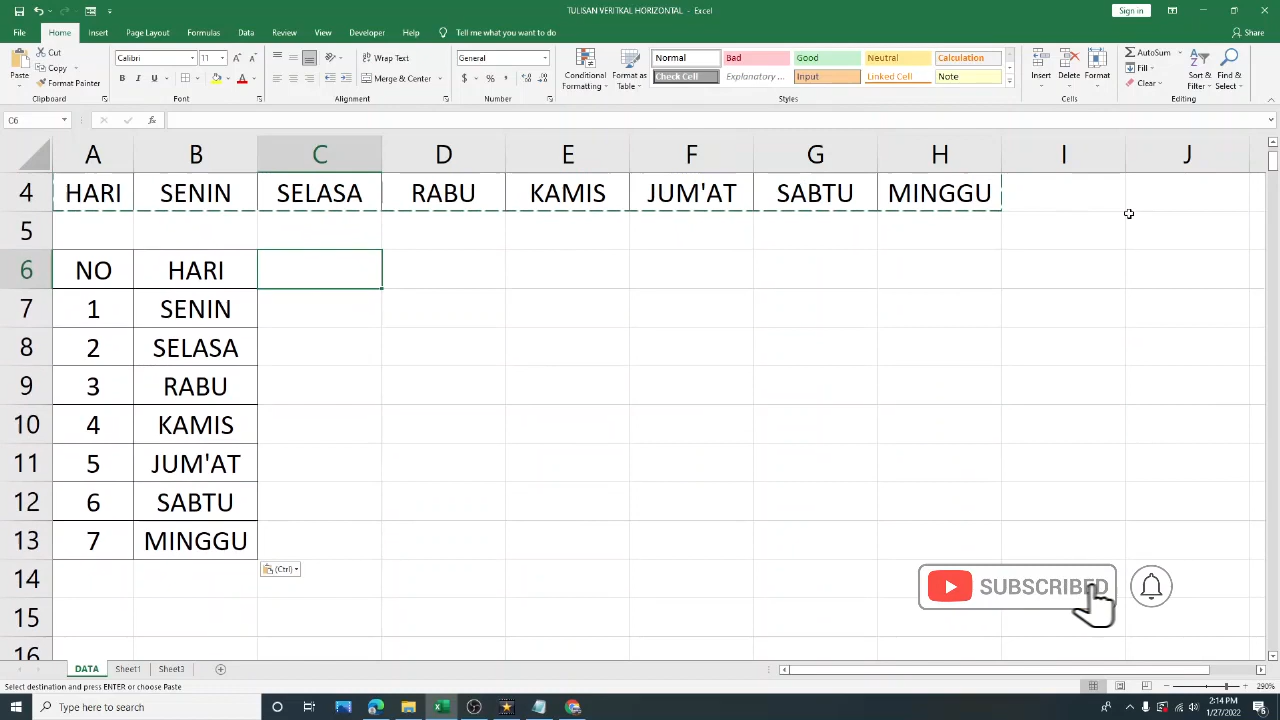 TULISAN VERITKAL HORIZONTAL - Excel
Sign in
File Home Insert Page Layout Formulas Data Review View Developer Help Tell me what you want to do Share
Paste Cut Copy Format Painter
Clipboard
Calibri 11 A A B I U A
Font
Wrap Text
Merge & Center
Alignment
General
$ % ,
Number
Conditional Formatting
Format as Table
Normal Bad Good Neutral Calculation
Check Cell Explanatory ... Input Linked Cell Note
Styles
Insert Delete Format
Cells
AutoSum
Fill
Clear
Sort & Filter
Find & Select
Editing
C6 fx
A B C D E F G H I J
4 HARI SENIN SELASA RABU KAMIS JUM'AT SABTU MINGGU
5
6 NO HARI
7 1 SENIN
8 2 SELASA
9 3 RABU
10 4 KAMIS
11 5 JUM'AT
12 6 SABTU
13 7 MINGGU
(Ctrl)
14
SUBSCRIBED
15
16
DATA Sheet1 Sheet3
Select destination and press ENTER or choose Paste
290%
Type here to search
2:14 PM
1/27/2022
6